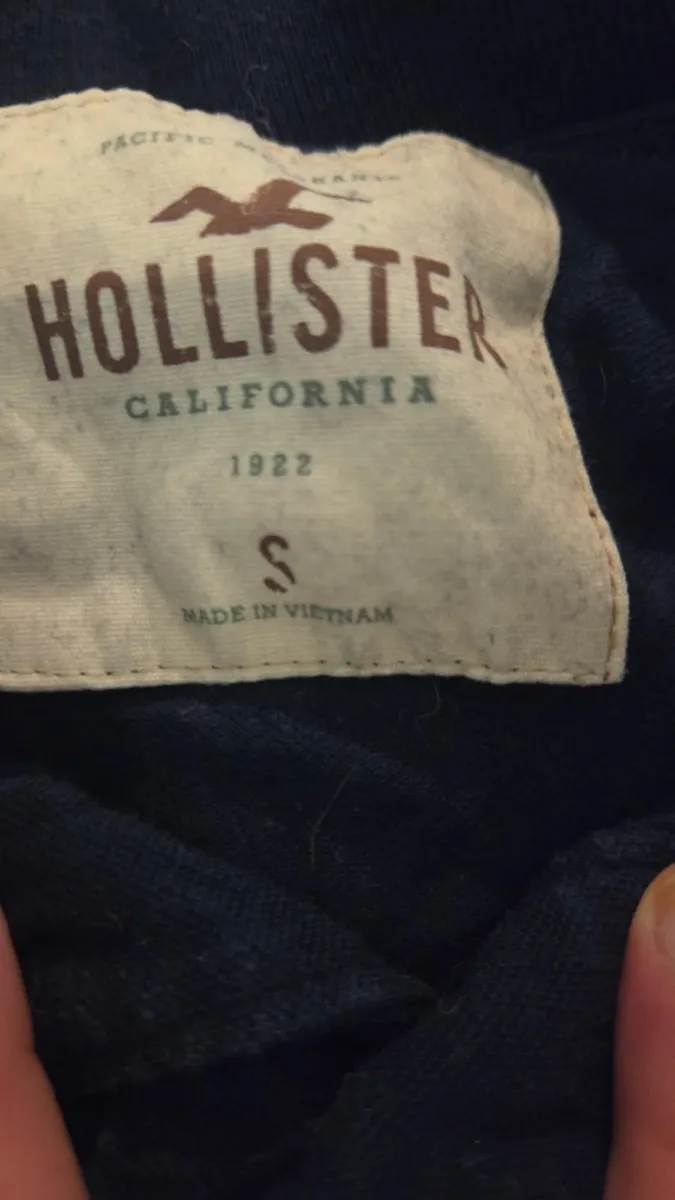 PACIFIC
HOLLISTER
CALIFORNIA
1922
S
MADE IN VIETNAM